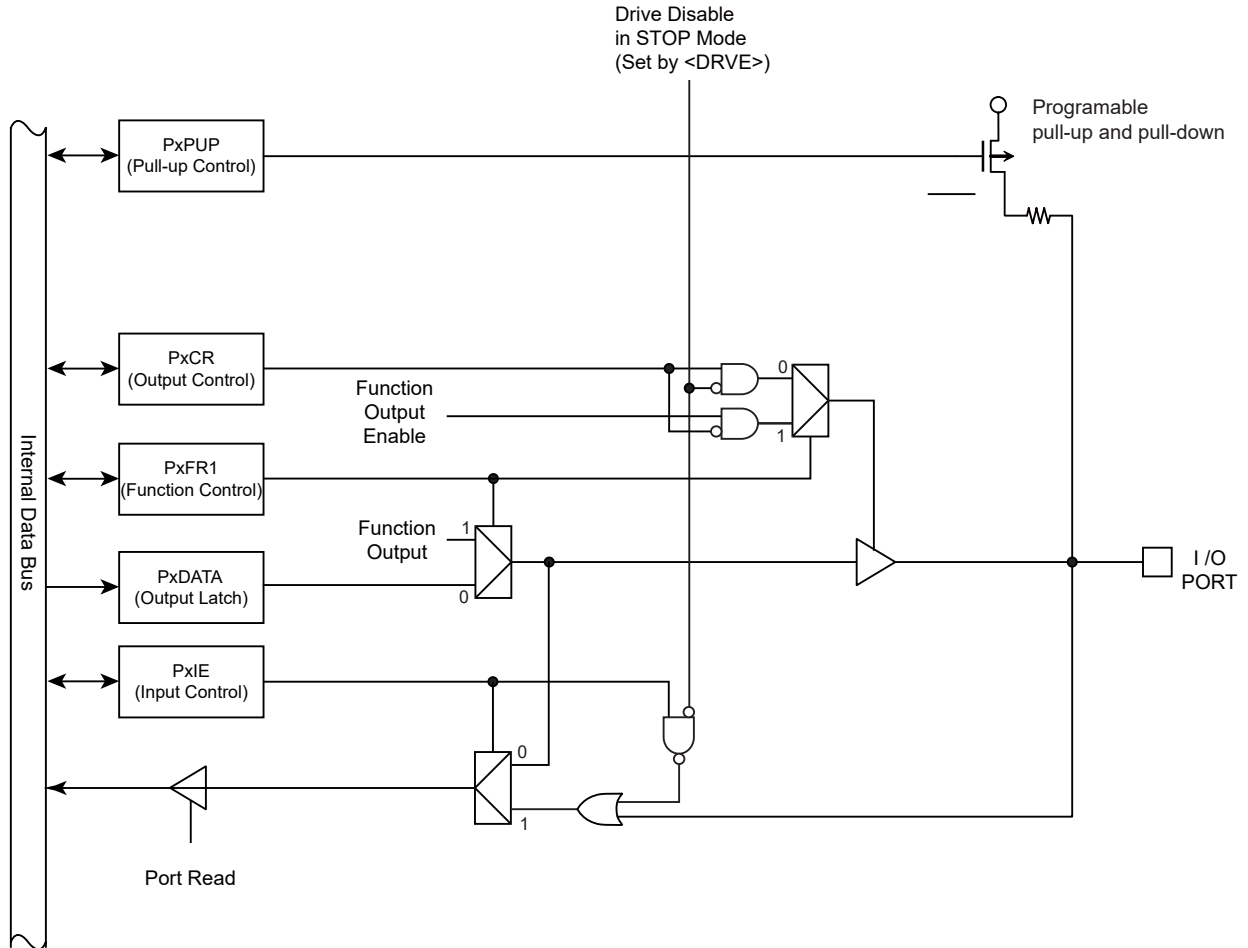 Drive Disable
in STOP Mode
(Set by <DRVE>)
Programable
pull-up and pull-down
PxPUP
(Pull-up Control)
PxCR
(Output Control)
0
Function
Output
Enable
1
PxFR1
(Function Control)
Internal Data Bus
Function
Output
1
PxDATA
(Output Latch)
0
I /O
PORT
PxIE
(Input Control)
0
1
Port Read